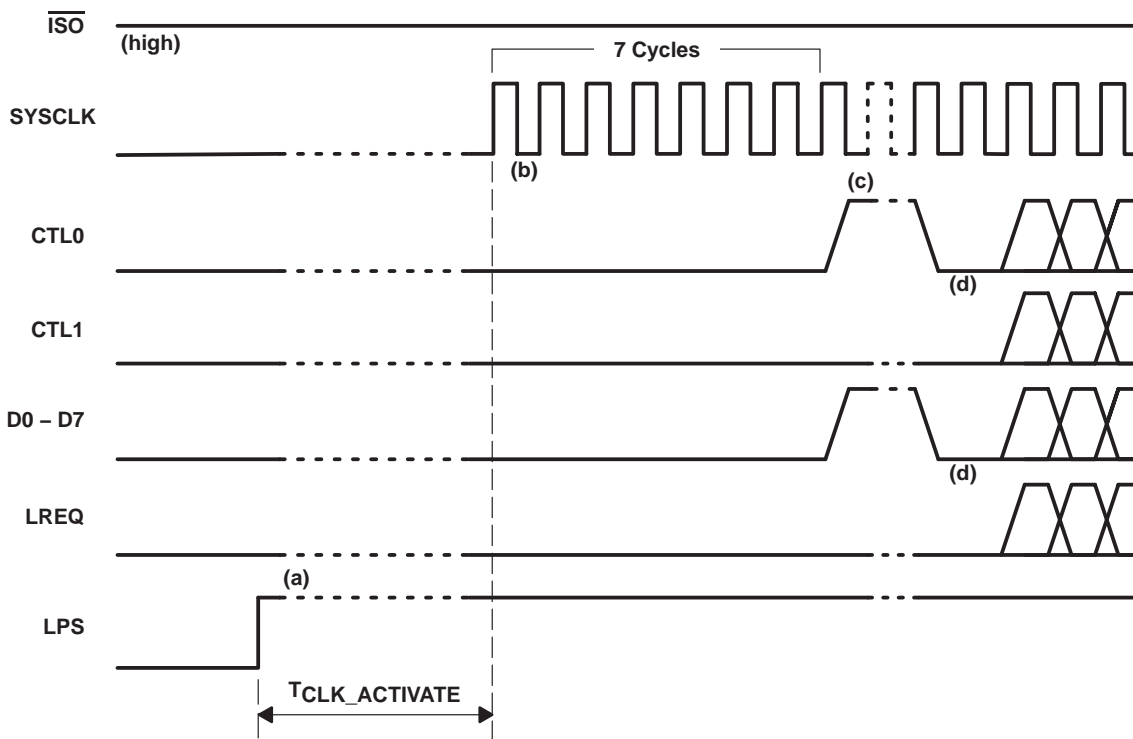 ISO
(high)
7 Cycles
SYSCLK
(b)
(c)
CTL0
(d)
CTL1
D0 – D7
(d)
LREQ
(a)
LPS
TCLK_ACTIVATE